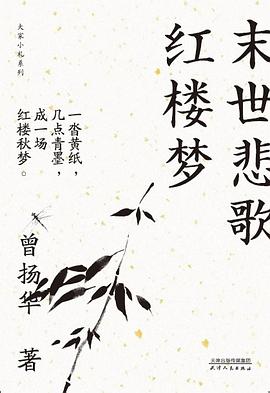 末世悲歌
红楼梦
大家小札系列
一沓黄纸，
几点青墨，
成一场
红楼秋梦。
曾扬华 著
天津出版传媒集团
天津人民出版社